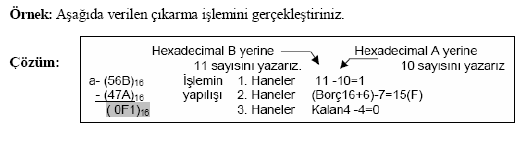 Örnek: Aşağıda verilen çıkarma işlemini gerçekleştiriniz.
Hexadecimal B yerine Hexadecimal A yerine
Çözüm: 11 sayısını yazarız. 10 sayısını yazarız
a- (56B)16 İşlemin 1. Haneler 11 -10=1
- (47A)16 yapılışı 2. Haneler (Borç16+6)-7=15(F)
( 0F1)16 3. Haneler Kalan4 -4=0